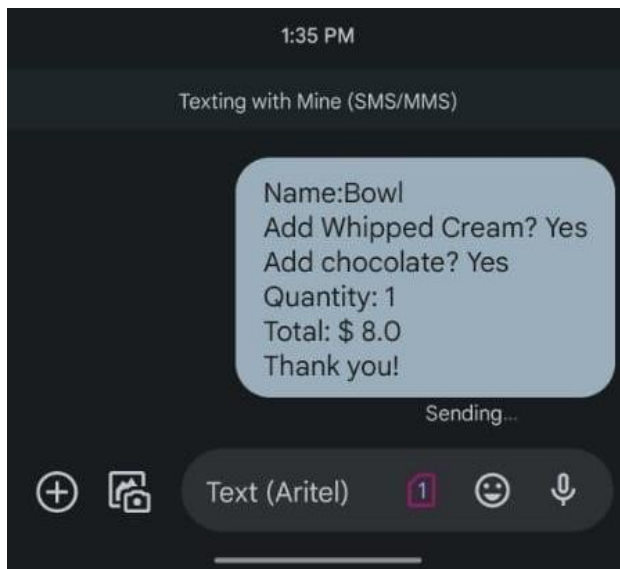 1:35 PM
Texting with Mine (SMS/MMS)
Name:Bowl
Add Whipped Cream? Yes
Add chocolate? Yes
Quantity: 1
Total: $ 8.0
Thank you!
Sending...
Text (Aritel)
1